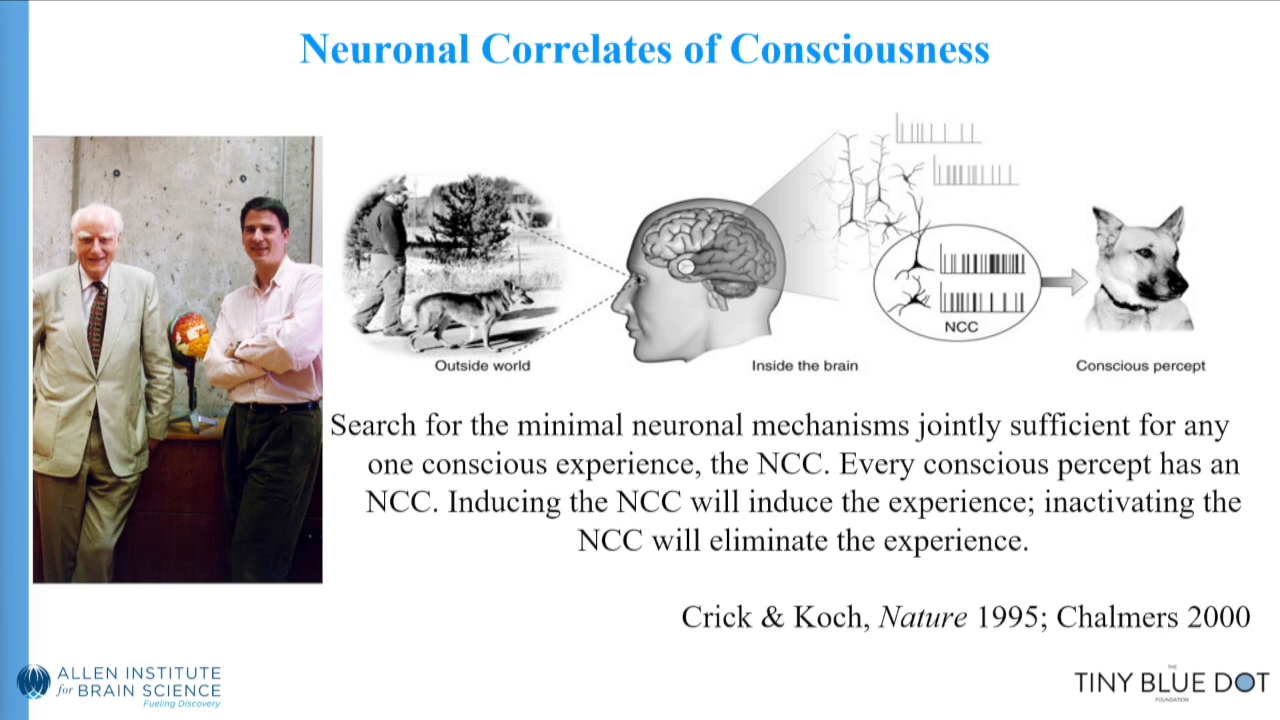 Neuronal Correlates of Consciousness
Outside world
Inside the brain
NCC
Conscious percept
Search for the minimal neuronal mechanisms jointly sufficient for any
one conscious experience, the NCC. Every conscious percept has an
NCC. Inducing the NCC will induce the experience; inactivating the
NCC will eliminate the experience.
Crick & Koch, Nature 1995; Chalmers 2000
ALLEN INSTITUTE
for BRAIN SCIENCE
Fueling Discovery
THE
TINY BLUE DOT
FOUNDATION